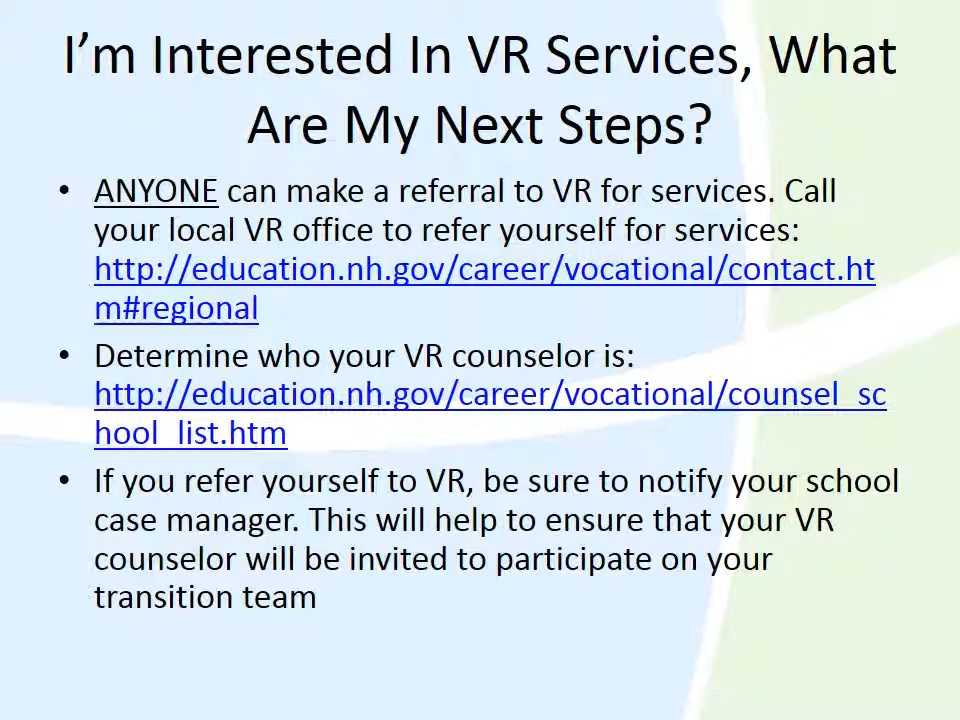 I'm Interested In VR Services, What
Are My Next Steps?
• ANYONE can make a referral to VR for services. Call
your local VR office to refer yourself for services:
http://education.nh.gov/career/vocational/contact.ht
m#regional
• Determine who your VR counselor is:
http://education.nh.gov/career/vocational/counsel_sc
hool_list.htm
• If you refer yourself to VR, be sure to notify your school
case manager. This will help to ensure that your VR
counselor will be invited to participate on your
transition team